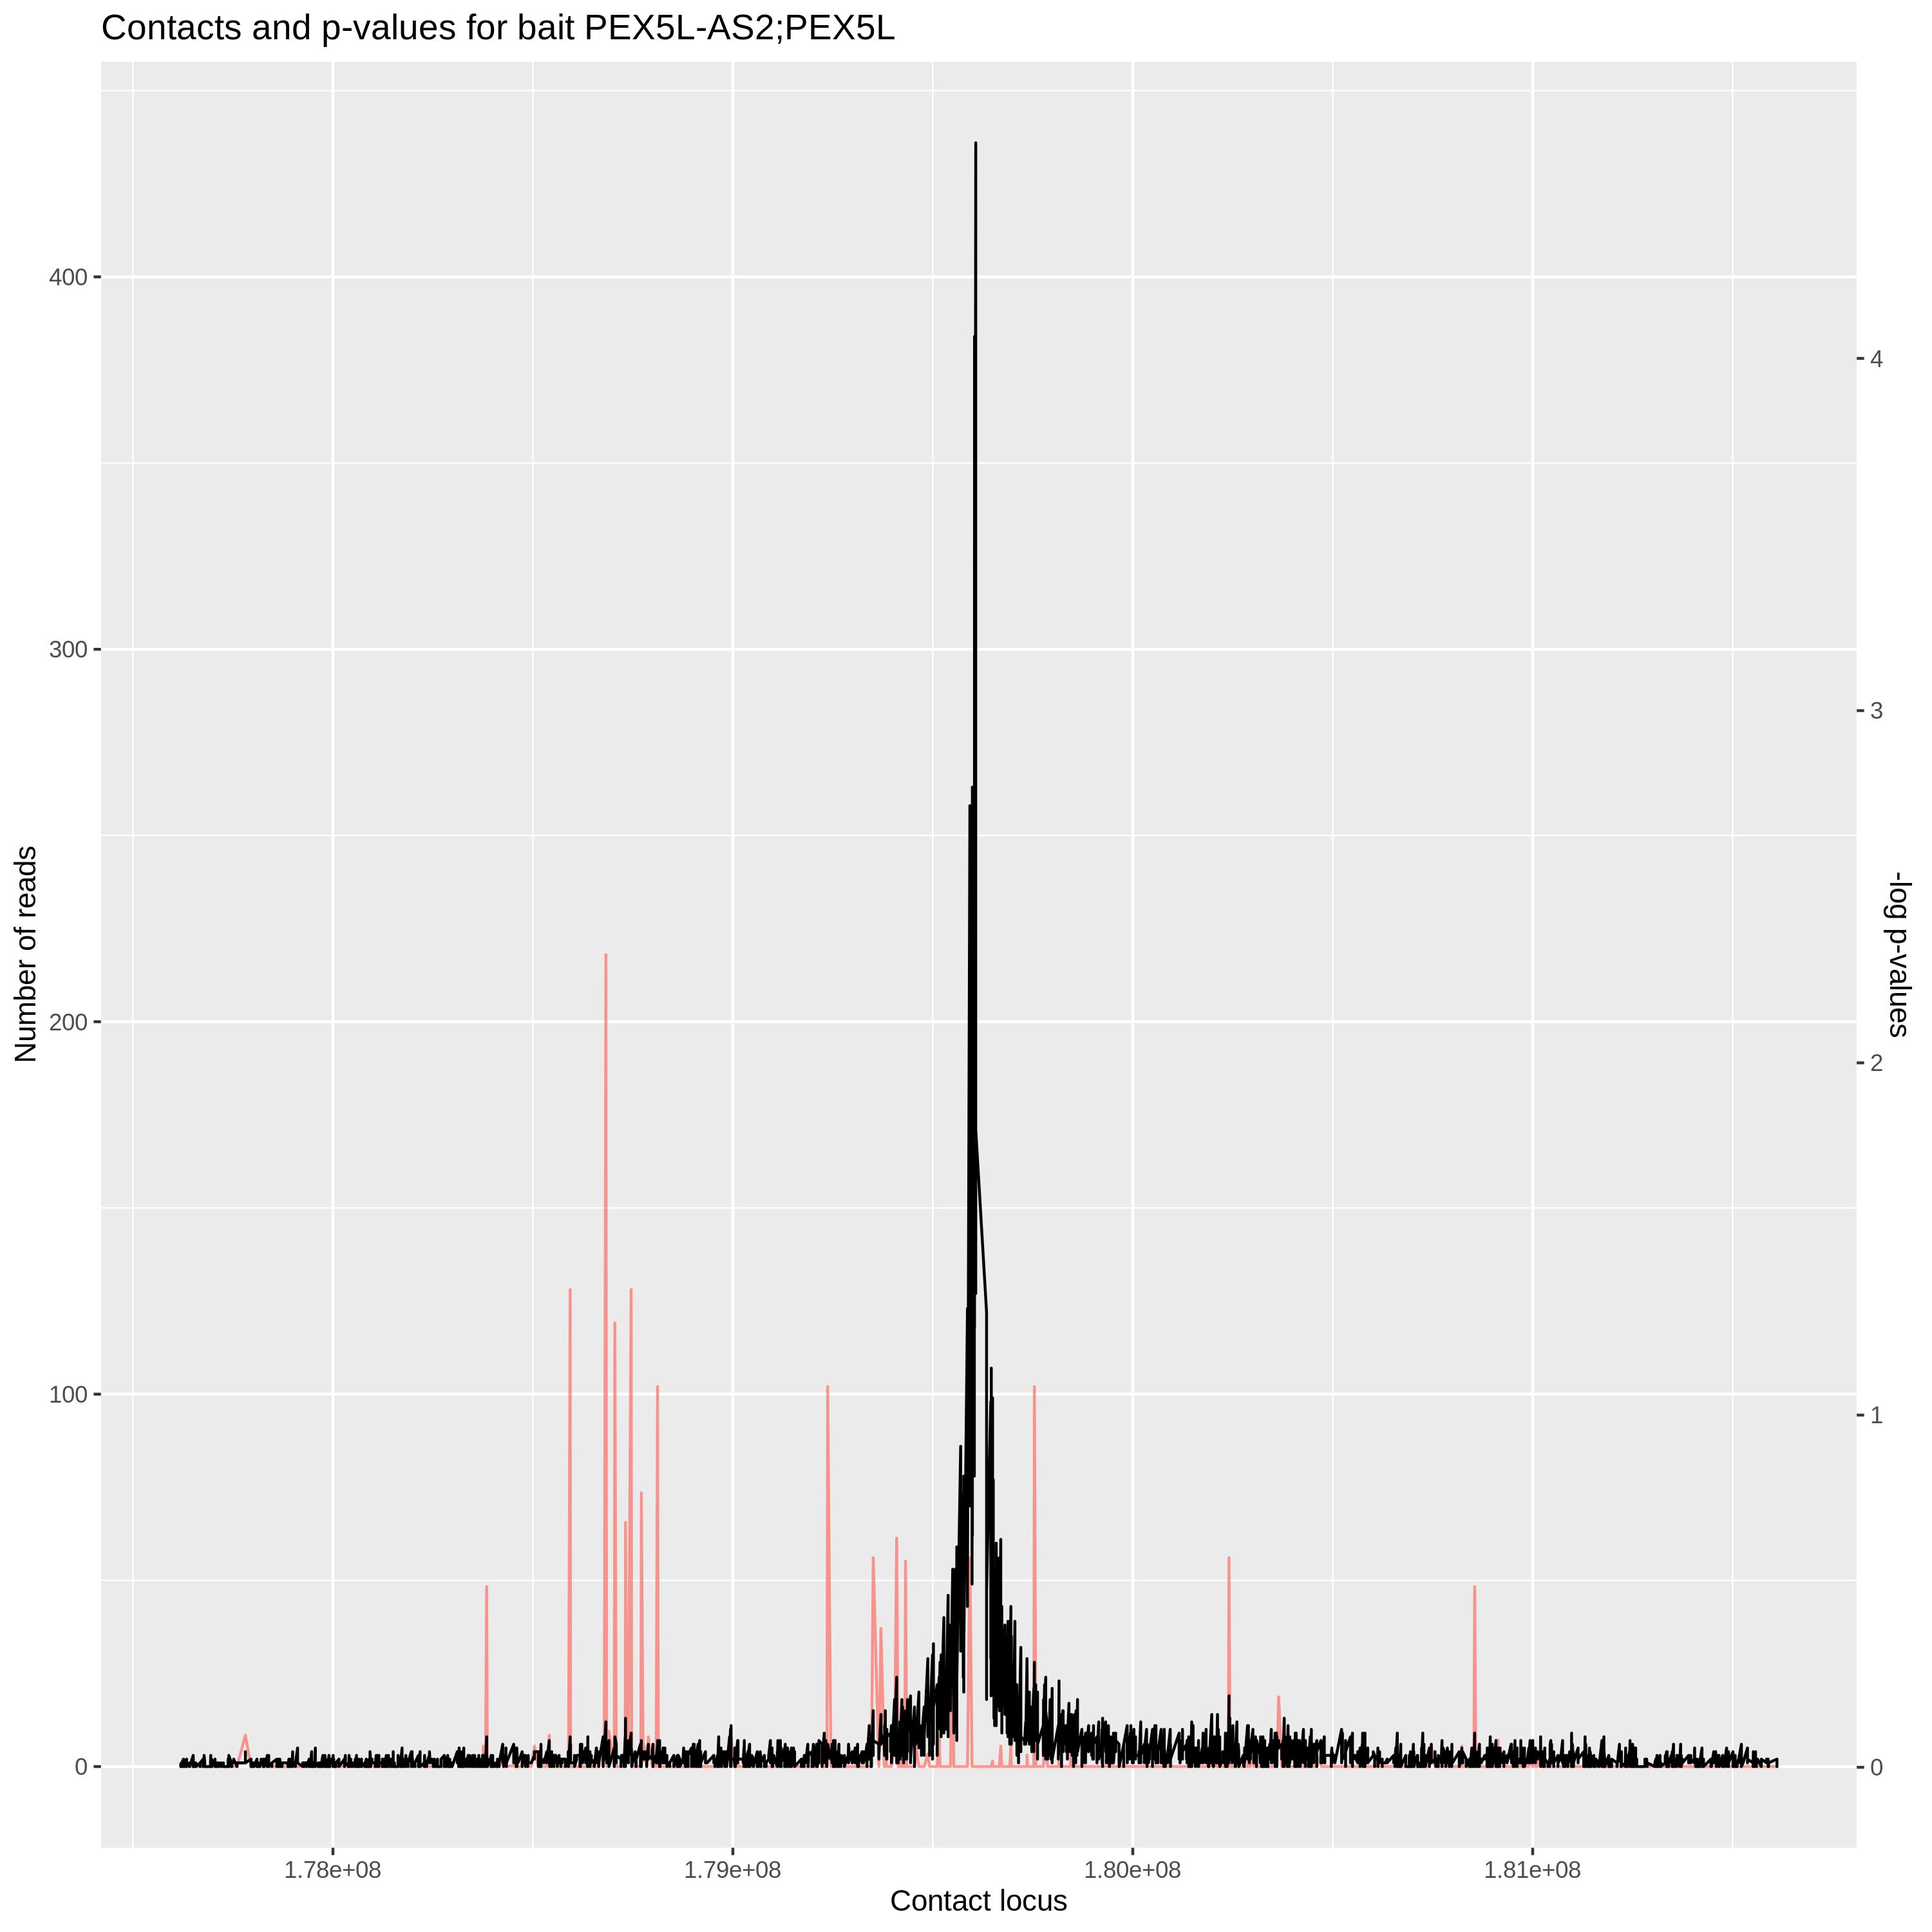 Contacts and p-values for bait PEX5L-AS2;PEX5L
Number of reads
400
300
200
100
0
4
3
2
1
0
-log p-values
1.78e+08
1.79e+08
1.80e+08
1.81e+08
Contact locus